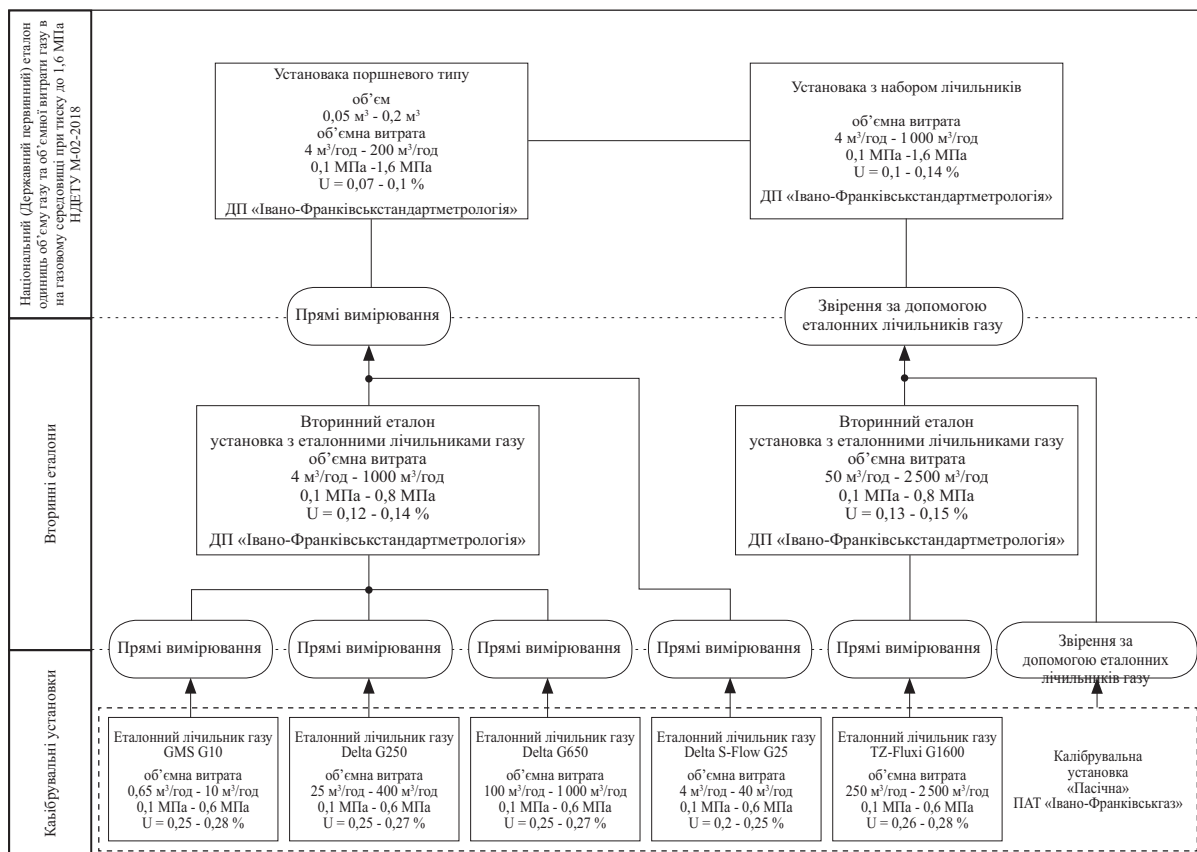 Національний (Державний первинний) еталон
одиниць об’єму газу та об’ємної витрати газу в
на газовому середовищі при тиску до 1,6 МПа
НДЕТУ М-02-2018
Установака поршневого типу
об’єм
0,05 м³ - 0,2 м³
об’ємна витрата
4 м³/год - 200 м³/год
0,1 МПа -1,6 МПа
U = 0,07 - 0,1 %
ДП «Івано-Франківськстандартметрологія»
Установака з набором лічильників
об’ємна витрата
4 м³/год - 1 000 м³/год
0,1 МПа -1,6 МПа
U = 0,1 - 0,14 %
ДП «Івано-Франківськстандартметрологія»
Прямі вимірювання
Звірення за допомогою
еталонних лічильників газу
Вторинні еталони
Вторинний еталон
установка з еталонними лічильниками газу
об’ємна витрата
4 м³/год - 1000 м³/год
0,1 МПа - 0,8 МПа
U = 0,12 - 0,14 %
ДП «Івано-Франківськстандартметрологія»
Вторинний еталон
установка з еталонними лічильниками газу
об’ємна витрата
50 м³/год - 2 500 м³/год
0,1 МПа - 0,8 МПа
U = 0,13 - 0,15 %
ДП «Івано-Франківськстандартметрологія»
Прямі вимірювання
Прямі вимірювання
Прямі вимірювання
Прямі вимірювання
Прямі вимірювання
Звірення за
допомогою еталонних
лічильників газу
Каьібрувальні установки
Еталонний лічильник газу
GMS G10
об’ємна витрата
0,65 м³/год - 10 м³/год
0,1 МПа - 0,6 МПа
U = 0,25 - 0,28 %
Еталонний лічильник газу
Delta G250
об’ємна витрата
25 м³/год - 400 м³/год
0,1 МПа - 0,6 МПа
U = 0,25 - 0,27 %
Еталонний лічильник газу
Delta G650
об’ємна витрата
100 м³/год - 1 000 м³/год
0,1 МПа - 0,6 МПа
U = 0,25 - 0,27 %
Еталонний лічильник газу
Delta S-Flow G25
об’ємна витрата
4 м³/год - 40 м³/год
0,1 МПа - 0,6 МПа
U = 0,2 - 0,25 %
Еталонний лічильник газу
TZ-Fluxi G1600
об’ємна витрата
250 м³/год - 2 500 м³/год
0,1 МПа - 0,6 МПа
U = 0,26 - 0,28 %
Калібрувальна
установка
«Пасічна»
ПАТ «Івано-Франківськгаз»